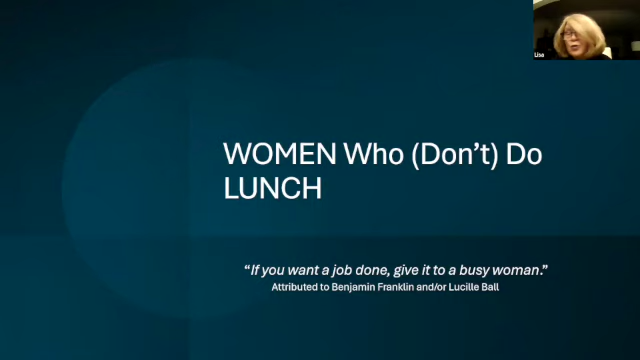 Lisa
WOMEN Who (Don't) Do
LUNCH
"If you want a job done, give it to a busy woman."
Attributed to Benjamin Franklin and/or Lucille Ball